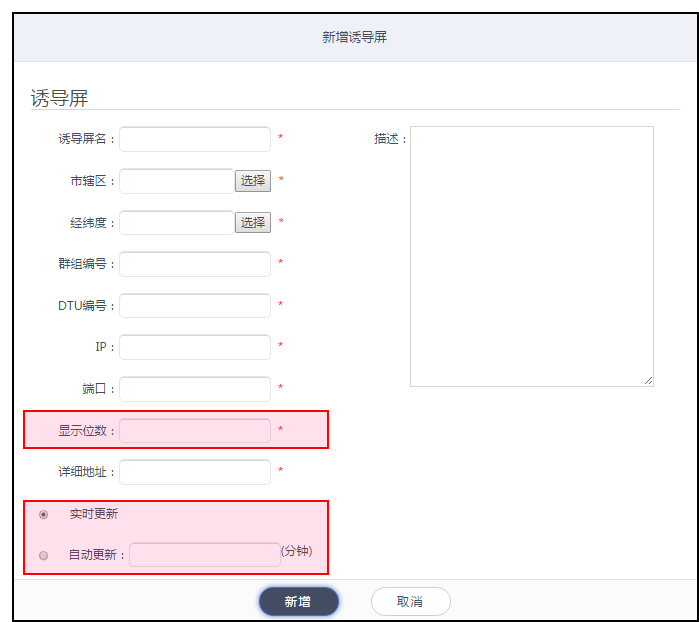 新增诱导屏
诱导屏
诱导屏名： *
市辖区： 选择 *
经纬度： 选择 *
群组编号： *
DTU编号： *
IP： *
端口： *
显示位数： *
详细地址： *
实时更新
自动更新： (分钟)
描述：
新增 取消